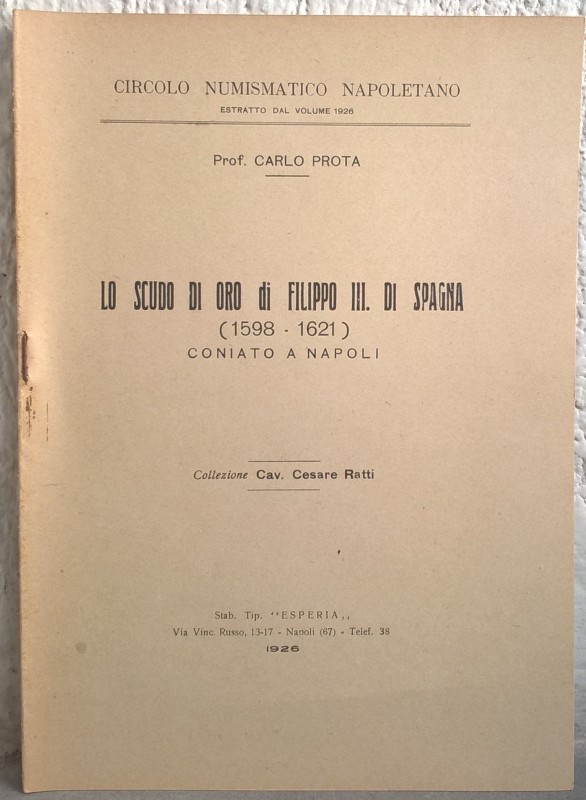 CIRCOLO NUMISMATICO NAPOLETANO
ESTRATTO DAL VOLUME 1926
Prof. CARLO PROTA
LO SCUDO DI ORO di FILIPPO III. DI SPAGNA
(1598 - 1621)
CONIATO A NAPOLI
Collezione Cav. Cesare Ratti
Stab. Tip. "ESPERIA,,
Via Vinc. Russo, 13-17 - Napoli (67) - Telef. 38
1926